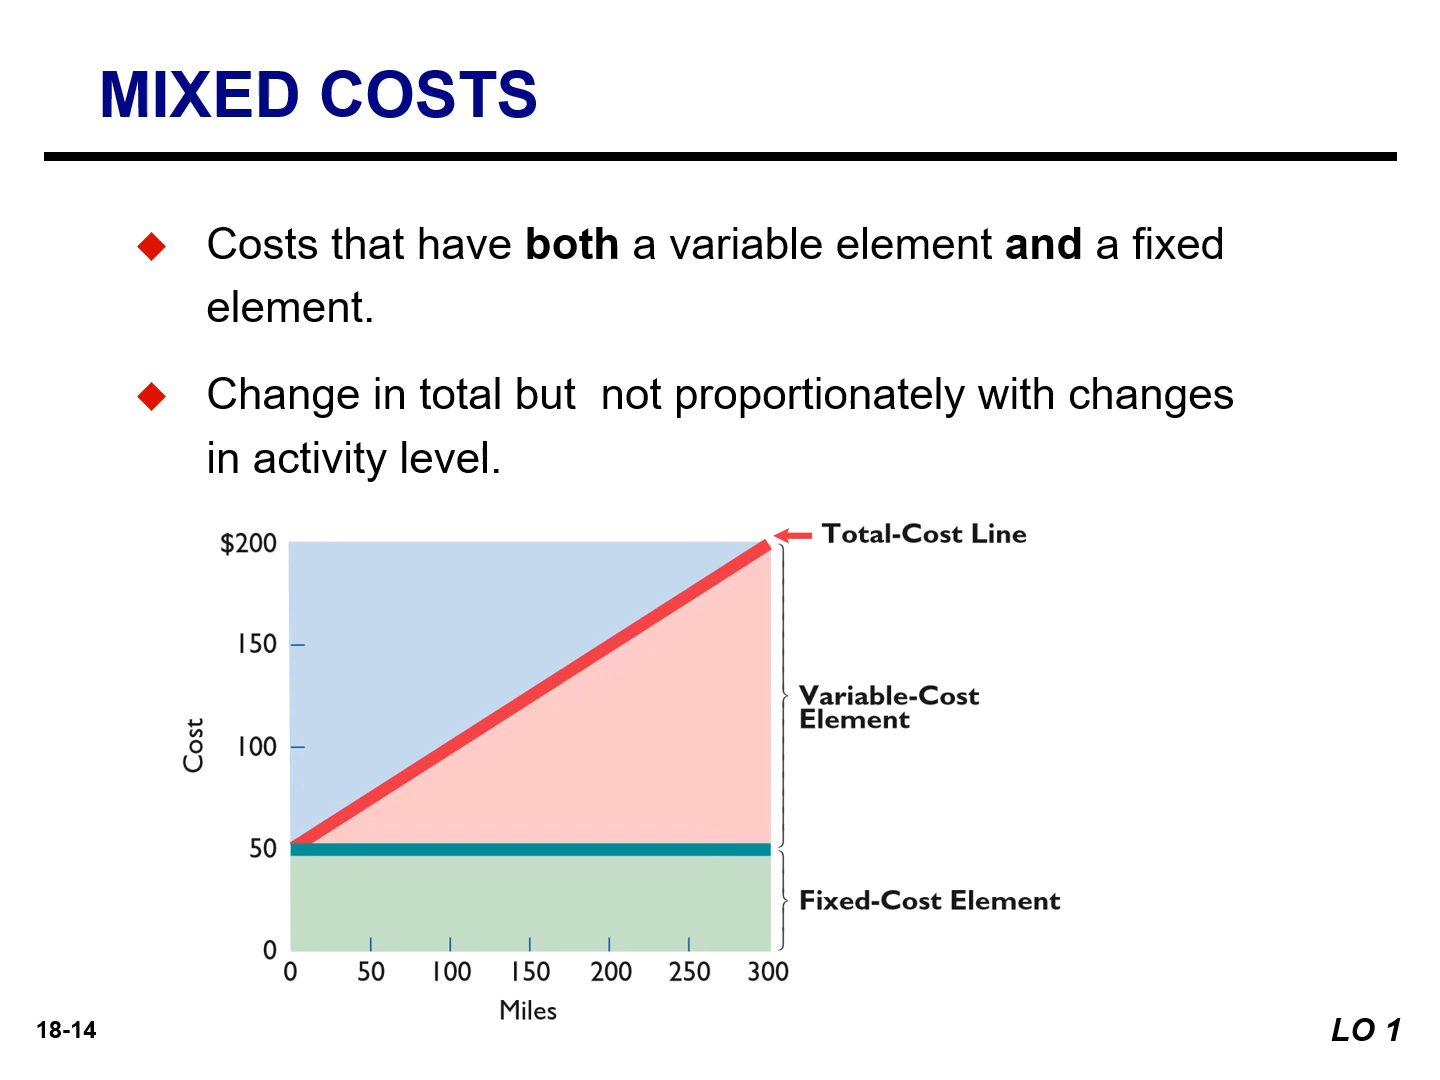 MIXED COSTS
Costs that have both a variable element and a fixed
element.
Change in total but  not proportionately with changes
in activity level.
$200
150
100
50
0
Cost
0 50 100 150 200 250 300
Miles
Total-Cost Line
Variable-Cost
Element
Fixed-Cost Element
18-14
LO 1